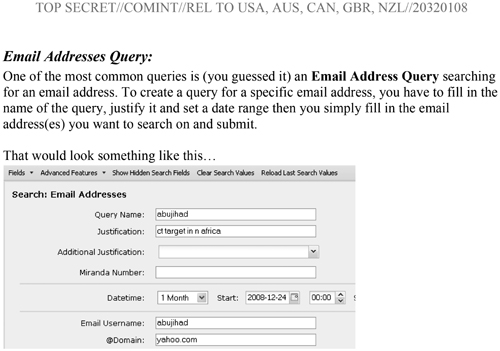 TOP SECRET//COMINT//REL TO USA, AUS, CAN, GBR, NZL//20320108
Email Addresses Query:
One of the most common queries is (you guessed it) an Email Address Query searching
for an email address. To create a query for a specific email address, you have to fill in the
name of the query, justify it and set a date range then you simply fill in the email
address(es) you want to search on and submit.
That would look something like this…
Fields Advanced Features Show Hidden Search Fields Clear Search Values Reload Last Search Values
Search: Email Addresses
Query Name: abujihad
Justification: ct target in n africa
Additional Justification:
Miranda Number:
Datetime: 1 Month Start: 2008-12-24 00:00
Email Username: abujihad
@Domain: yahoo.com